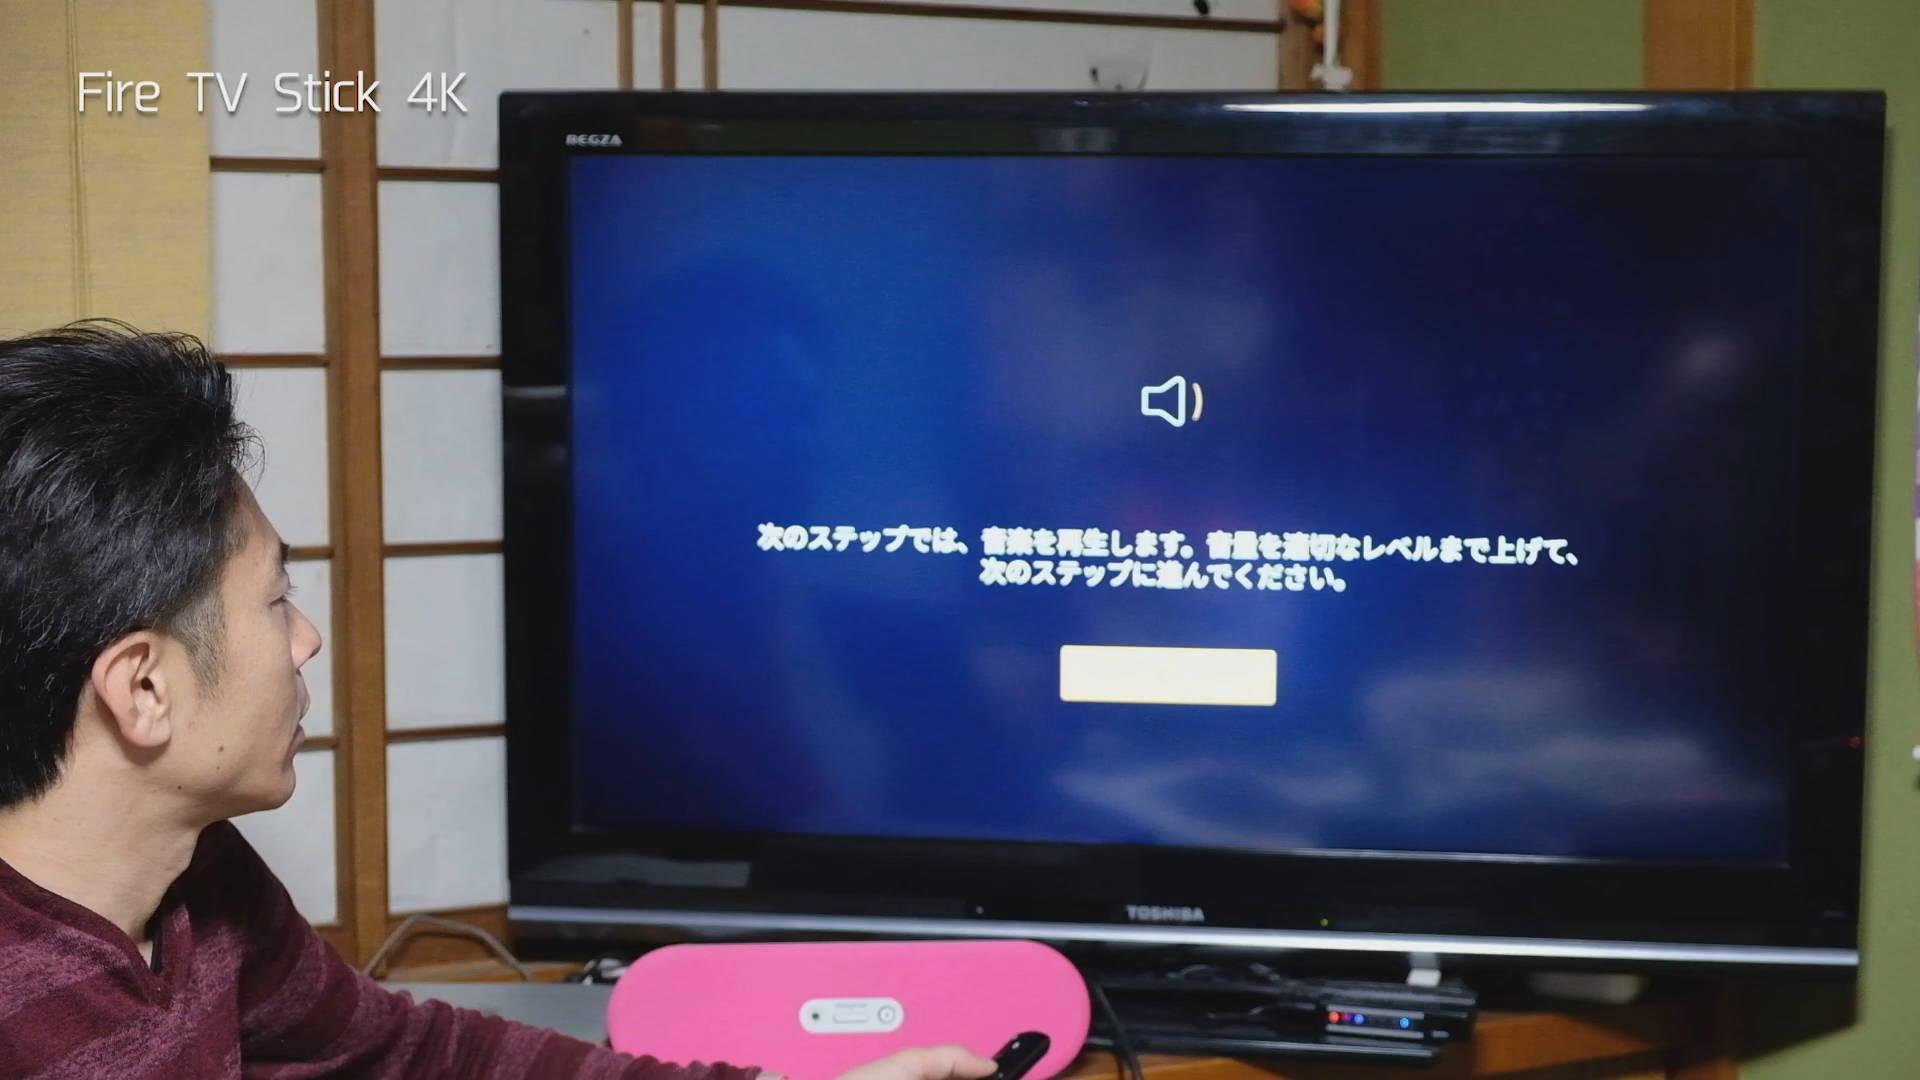 Fire TV Stick 4K
REGZA
次のステップでは、音楽を再生します。音量を適切なレベルまで上げて、
次のステップに進んでください。
TOSHIBA